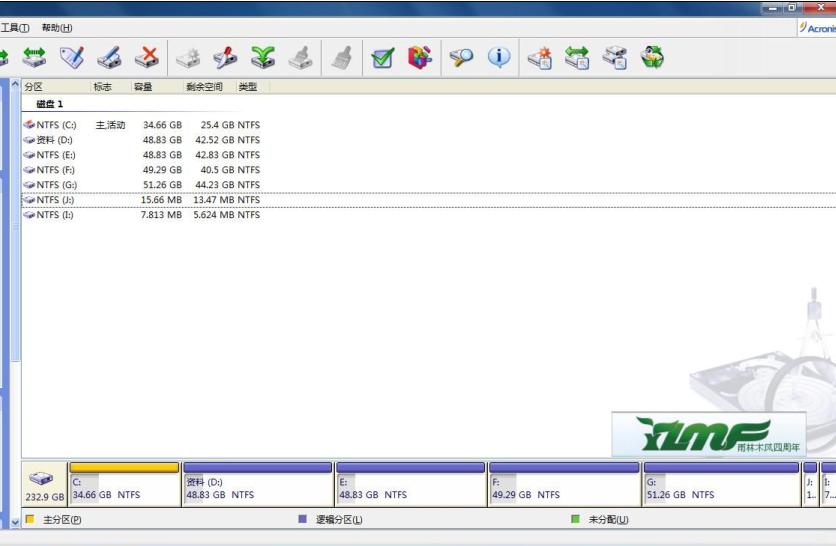 工具(T) 帮助(H)
Acronis
分区 标志 容量 剩余空间 类型
磁盘 1
NTFS (C:) 主,活动 34.66 GB 25.4 GB NTFS
资料 (D:) 48.83 GB 42.52 GB NTFS
NTFS (E:) 48.83 GB 42.83 GB NTFS
NTFS (F:) 49.29 GB 40.5 GB NTFS
NTFS (G:) 51.26 GB 44.23 GB NTFS
NTFS (J:) 15.66 MB 13.47 MB NTFS
NTFS (I:) 7.813 MB 5.624 MB NTFS
YLMF 雨林木风四周年
C: 资料 (D:) E: F: G: J: I:
232.9 GB 34.66 GB NTFS 48.83 GB NTFS 48.83 GB NTFS 49.29 GB NTFS 51.26 GB NTFS 1... 7...
主分区(P) 逻辑分区(L) 未分配(U)